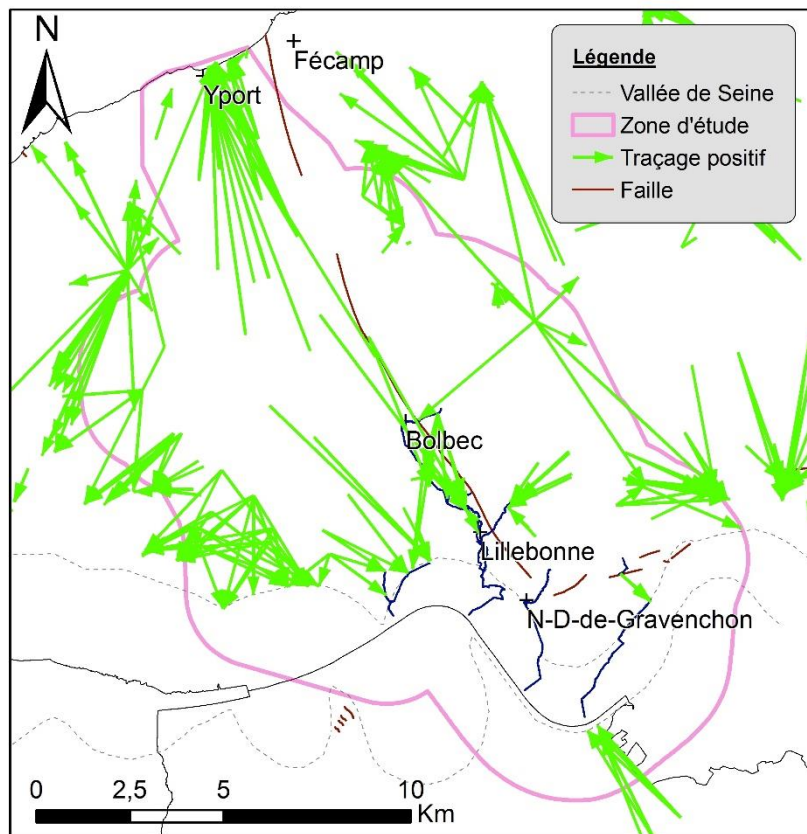 N
Fécamp
Yport
Légende
Vallée de Seine
Zone d'étude
Traçage positif
Faille
Bolbec
Lillebonne
N-D-de-Gravenchon
0 2,5 5 10
Km